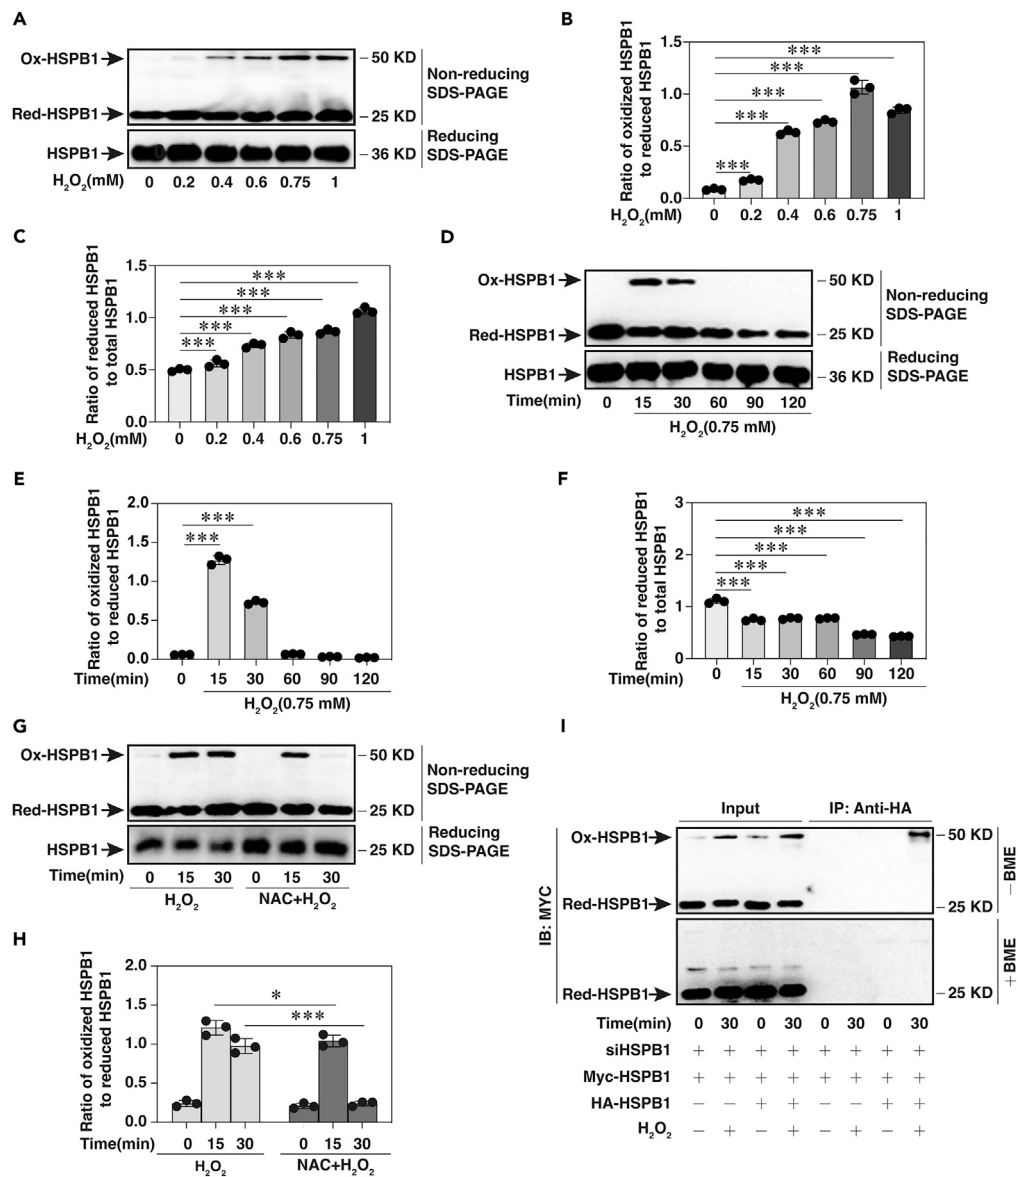 A
Ox-HSPB1
Red-HSPB1
HSPB1
H₂O₂(mM)
0 0.2 0.4 0.6 0.75 1
50 KD
25 KD
36 KD
Non-reducing
SDS-PAGE
Reducing
SDS-PAGE
B
Ratio of oxidized HSPB1
to reduced HSPB1
1.5
1.0
0.5
0.0
***
***
***
***
***
H₂O₂(mM)
0 0.2 0.4 0.6 0.75 1
C
Ratio of reduced HSPB1
to total HSPB1
1.5
1.0
0.5
0.0
***
***
***
***
***
H₂O₂(mM)
0 0.2 0.4 0.6 0.75 1
D
Ox-HSPB1
Red-HSPB1
HSPB1
50 KD
25 KD
36 KD
Non-reducing
SDS-PAGE
Reducing
SDS-PAGE
Time(min)
0 15 30 60 90 120
H₂O₂(0.75 mM)
E
Ratio of oxidized HSPB1
to reduced HSPB1
2.0
1.5
1.0
0.5
0.0
***
***
Time(min)
0 15 30 60 90 120
H₂O₂(0.75 mM)
F
Ratio of reduced HSPB1
to total HSPB1
3
2
1
0
***
***
***
***
***
Time(min)
0 15 30 60 90 120
H₂O₂(0.75 mM)
G
Ox-HSPB1
Red-HSPB1
HSPB1
50 KD
25 KD
25 KD
Non-reducing
SDS-PAGE
Reducing
SDS-PAGE
Time(min)
0 15 30 0 15 30
H₂O₂ NAC+H₂O₂
H
Ratio of oxidized HSPB1
to reduced HSPB1
2.0
1.5
1.0
0.5
0.0
*
***
Time(min)
0 15 30 0 15 30
H₂O₂ NAC+H₂O₂
I
Input IP: Anti-HA
IB: MYC
Ox-HSPB1
Red-HSPB1
Red-HSPB1
50 KD
25 KD
25 KD
− BME
+ BME
Time(min) 0 30 0 30 0 30 0 30
siHSPB1 + + + + + + + +
Myc-HSPB1 + + + + + + + +
HA-HSPB1 − − + + − − + +
H₂O₂ − + − + − + − +